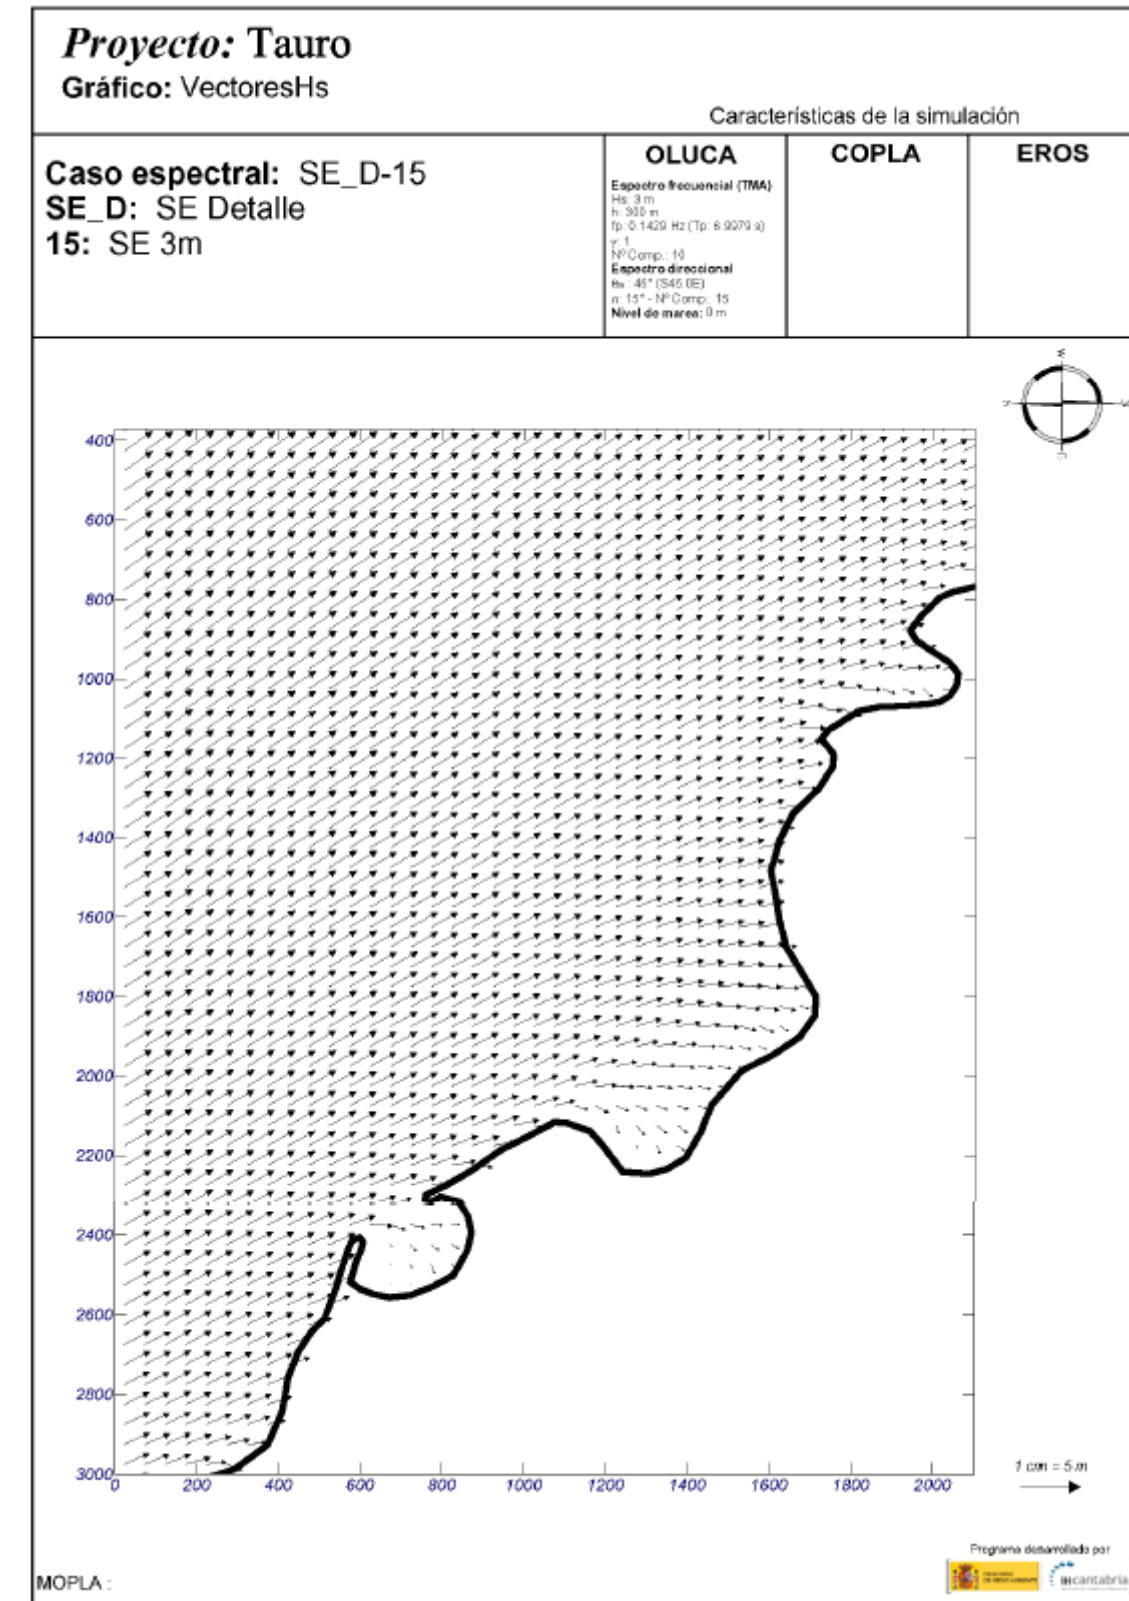 Proyecto: Tauro
Gráfico: VectoresHs
Características de la simulación
Caso espectral: SE_D-15
SE_D: SE Detalle
15: SE 3m
OLUCA
Espectro frecuencial (TMA)
Hs: 3 m
h: 300 m
fp: 0.1429 Hz (Tp: 6.9979 s)
γ: 1
Nº Comp.: 10
Espectro direccional
θm: 45° (S45.0E)
σ: 15° - Nº Comp.: 15
Nivel de marea: 0 m
COPLA
EROS
400
600
800
1000
1200
1400
1600
1800
2000
2200
2400
2600
2800
3000
0 200 400 600 800 1000 1200 1400 1600 1800 2000
1 cm = 5 m
Programa desarrollado por
ihcantabria
MOPLA :